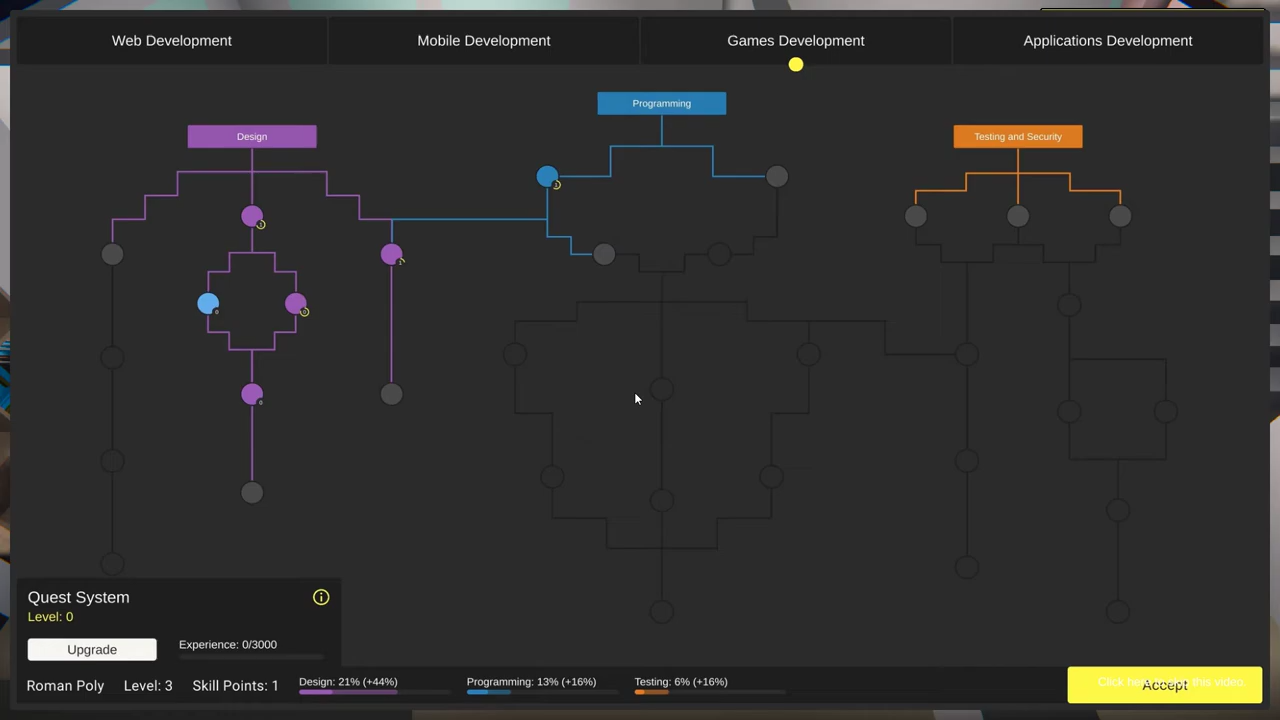 Web Development
Mobile Development
Games Development
Applications Development
Programming
Design
Testing and Security
Quest System
Level: 0
Upgrade
Experience: 0/3000
Roman Poly
Level: 3
Skill Points: 1
Design: 21% (+44%)
Programming: 13% (+16%)
Testing: 6% (+16%)
Accept